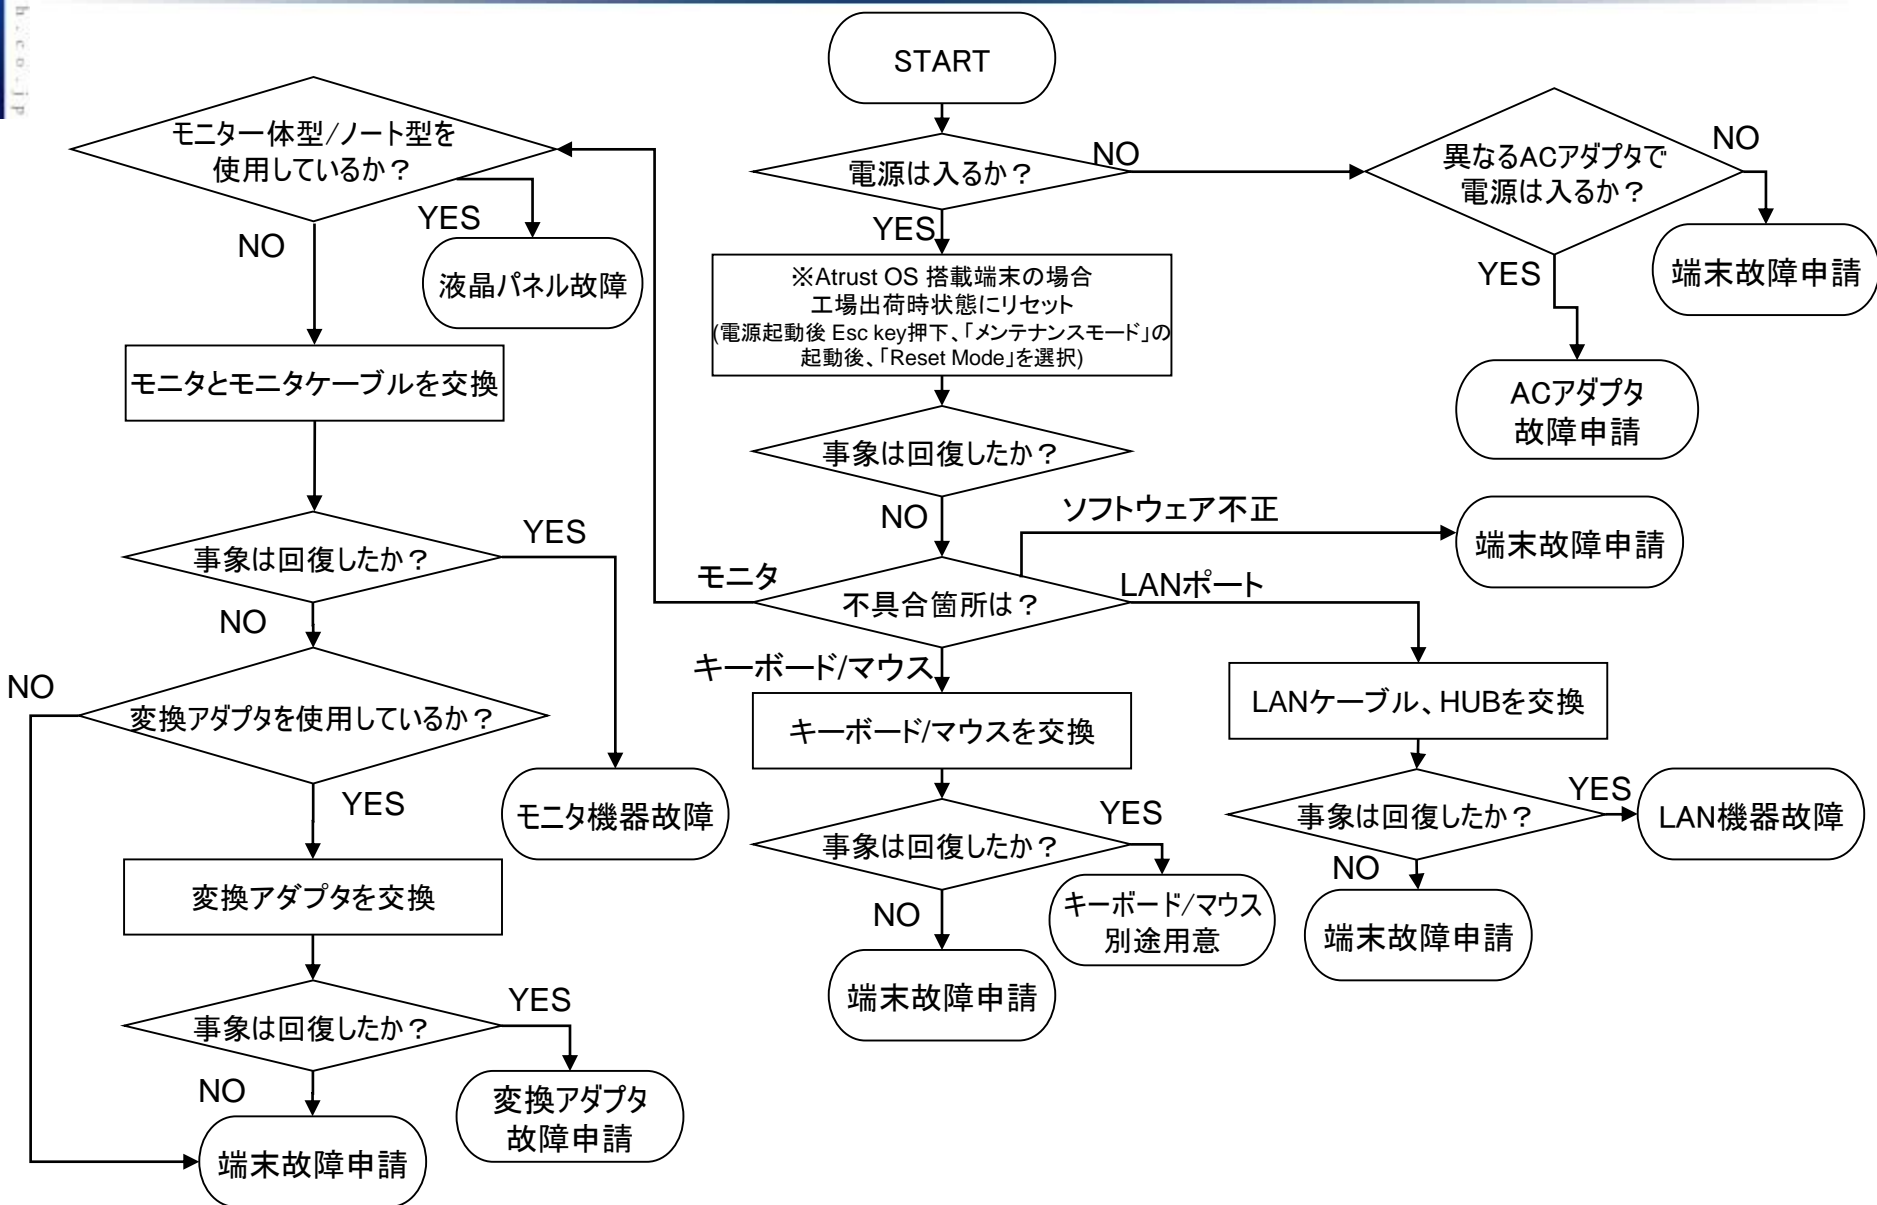 h.co.jp
START
モニター体型/ノート型を
使用しているか？
電源は入るか？
NO
異なるACアダプタで
電源は入るか？
NO
YES
液晶パネル故障
NO
YES
※Atrust OS 搭載端末の場合
工場出荷時状態にリセット
(電源起動後 Esc key押下、「メンテナンスモード」の
起動後、「Reset Mode」を選択)
YES
端末故障申請
ACアダプタ
故障申請
モニタとモニタケーブルを交換
事象は回復したか？
NO
ソフトウェア不正
端末故障申請
事象は回復したか？
YES
NO
モニタ
不具合箇所は？
LANポート
キーボード/マウス
NO
変換アダプタを使用しているか？
YES
モニタ機器故障
キーボード/マウスを交換
LANケーブル、HUBを交換
事象は回復したか？
YES
LAN機器故障
NO
端末故障申請
事象は回復したか？
YES
キーボード/マウス
別途用意
NO
端末故障申請
変換アダプタを交換
事象は回復したか？
YES
変換アダプタ
故障申請
NO
端末故障申請